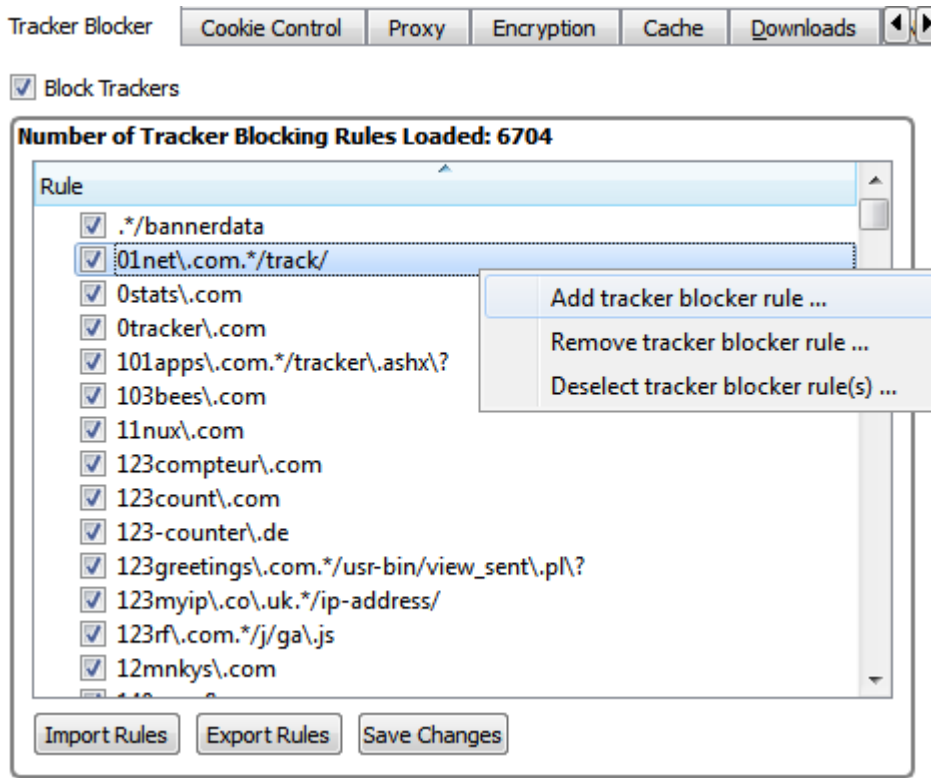 Tracker Blocker Cookie Control Proxy Encryption Cache Downloads
Block Trackers
Number of Tracker Blocking Rules Loaded: 6704
Rule
.*/bannerdata
01net\.com.*/track/
0stats\.com
0tracker\.com
101apps\.com.*/tracker\.ashx\?
103bees\.com
11nux\.com
123compteur\.com
123count\.com
123-counter\.de
123greetings\.com.*/usr-bin/view_sent\.pl\?
123myip\.co\.uk.*/ip-address/
123rf\.com.*/j/ga\.js
12mnkys\.com
Add tracker blocker rule ...
Remove tracker blocker rule ...
Deselect tracker blocker rule(s) ...
Import Rules Export Rules Save Changes